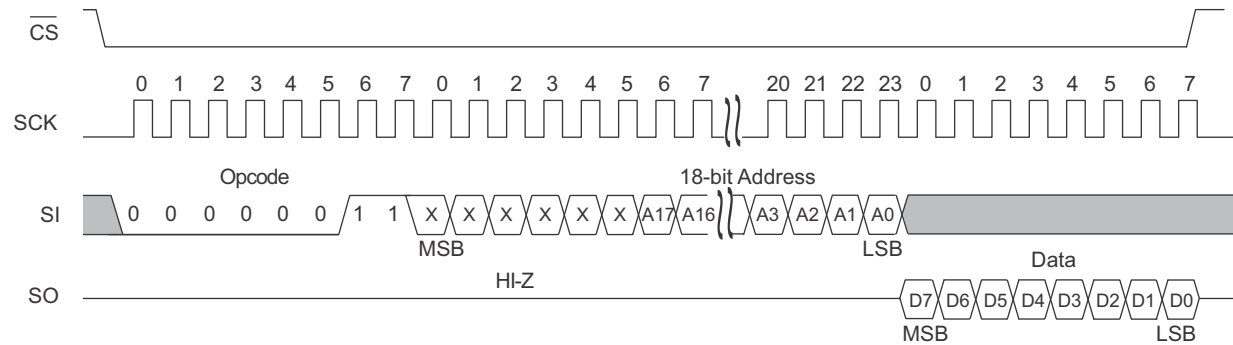 CS
0 1 2 3 4 5 6 7 0 1 2 3 4 5 6 7 20 21 22 23 0 1 2 3 4 5 6 7
SCK
Opcode 18-bit Address
SI 0 0 0 0 0 0 1 1 X X X X X X A17 A16 A3 A2 A1 A0
MSB LSB
HI-Z Data
SO D7 D6 D5 D4 D3 D2 D1 D0
MSB LSB